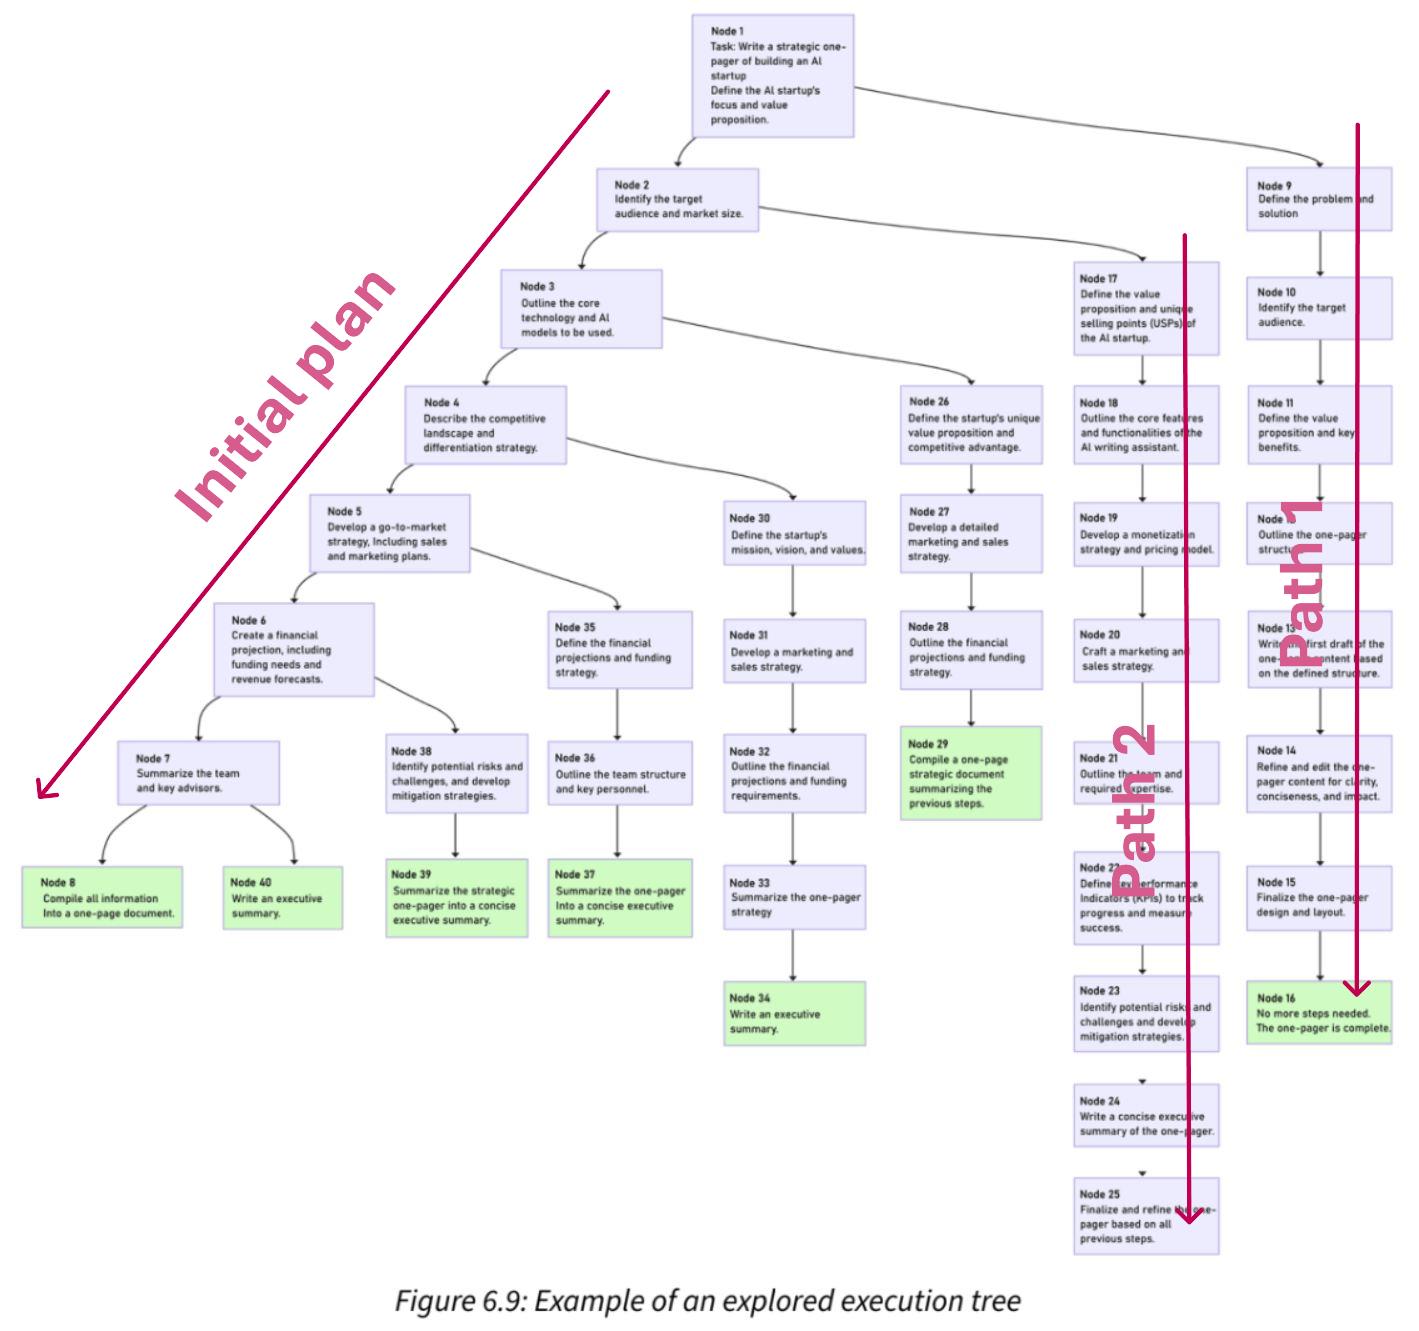 Node 1
Task: Write a strategic one-
pager of building an AI
startup
Define the AI startup's
focus and value
proposition.
Node 2
Identify the target
audience and market size.
Node 9
Define the problem and
solution
Node 3
Outline the core
technology and AI
models to be used.
Node 17
Define the value
proposition and unique
selling points (USPs) of
the AI startup.
Node 10
Identify the target
audience.
Initial plan
Node 4
Describe the competitive
landscape and
differentiation strategy.
Node 26
Define the startup's unique
value proposition and
competitive advantage.
Node 18
Outline the core features
and functionalities of the
AI writing assistant.
Node 11
Define the value
proposition and key
benefits.
Node 5
Develop a go-to-market
strategy, Including sales
and marketing plans.
Node 30
Define the startup's
mission, vision, and values.
Node 27
Develop a detailed
marketing and sales
strategy.
Node 19
Develop a monetization
strategy and pricing model.
Outline the one-pager
Path 1
Node 6
Create a financial
projection, including
funding needs and
revenue forecasts.
Node 35
Define the financial
projections and funding
strategy.
Node 31
Develop a marketing and
sales strategy.
Node 28
Outline the financial
projections and funding
strategy.
Node 20
Craft a marketing and
sales strategy.
Node 13
first draft of the
content based
on the defined structure.
Node 7
Summarize the team
and key advisors.
Node 38
Identify potential risks and
challenges, and develop
mitigation strategies.
Node 36
Outline the team structure
and key personnel.
Node 32
Outline the financial
projections and funding
requirements.
Node 29
Compile a one-page
strategic document
summarizing the
previous steps.
Node 21
Outline the team and
required expertise.
Path 2
Node 14
Refine and edit the one-
pager content for clarity,
conciseness, and impact.
Node 8
Compile all information
Into a one-page document.
Node 40
Write an executive
summary.
Node 39
Summarize the strategic
one-pager into a concise
executive summary.
Node 37
Summarize the one-pager
Into a concise executive
summary.
Node 33
Summarize the one-pager
strategy
Node 22
Define key performance
Indicators (KPIs) to track
progress and measure
success.
Node 15
Finalize the one-pager
design and layout.
Node 34
Write an executive
summary.
Node 23
Identify potential risks and
challenges and develop
mitigation strategies.
Node 16
No more steps needed.
The one-pager is complete.
Node 24
Write a concise executive
summary of the one-pager.
Node 25
Finalize and refine the one-
pager based on all
previous steps.
Figure 6.9: Example of an explored execution tree